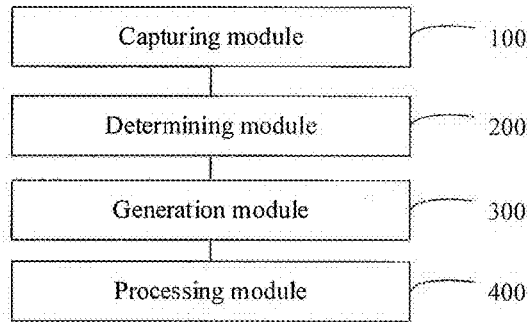 Capturing module 100
Determining module 200
Generation module 300
Processing module 400